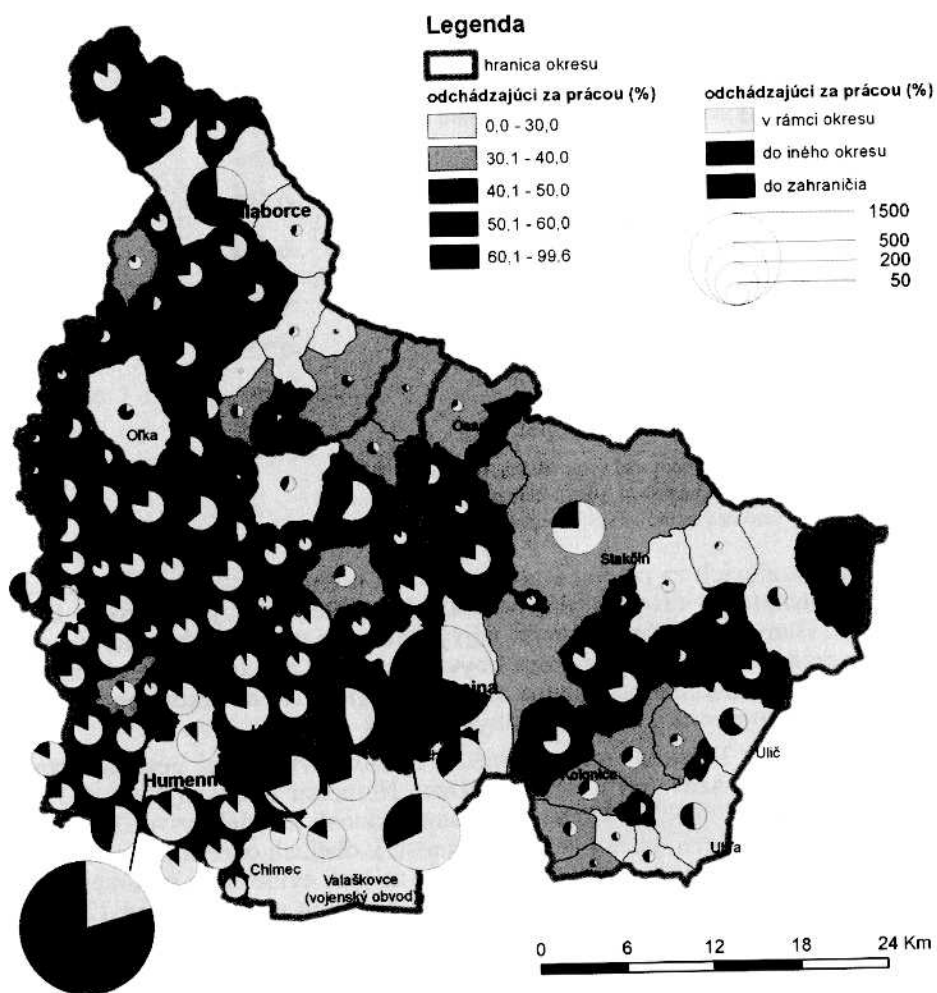 Legenda
hranica okresu
odchádzajúci za prácou (%)
0,0 - 30,0
30,1 - 40,0
40,1 - 50,0
50,1 - 60,0
60,1 - 99,6
odchádzajúci za prácou (%)
v rámci okresu
do iného okresu
do zahraničia
1500
500
200
50
Oľka
Stakčín
Ulič
Kolonica
Ubľa
Chlmec
Valaškovce
(vojenský obvod)
0 6 12 18 24 Km